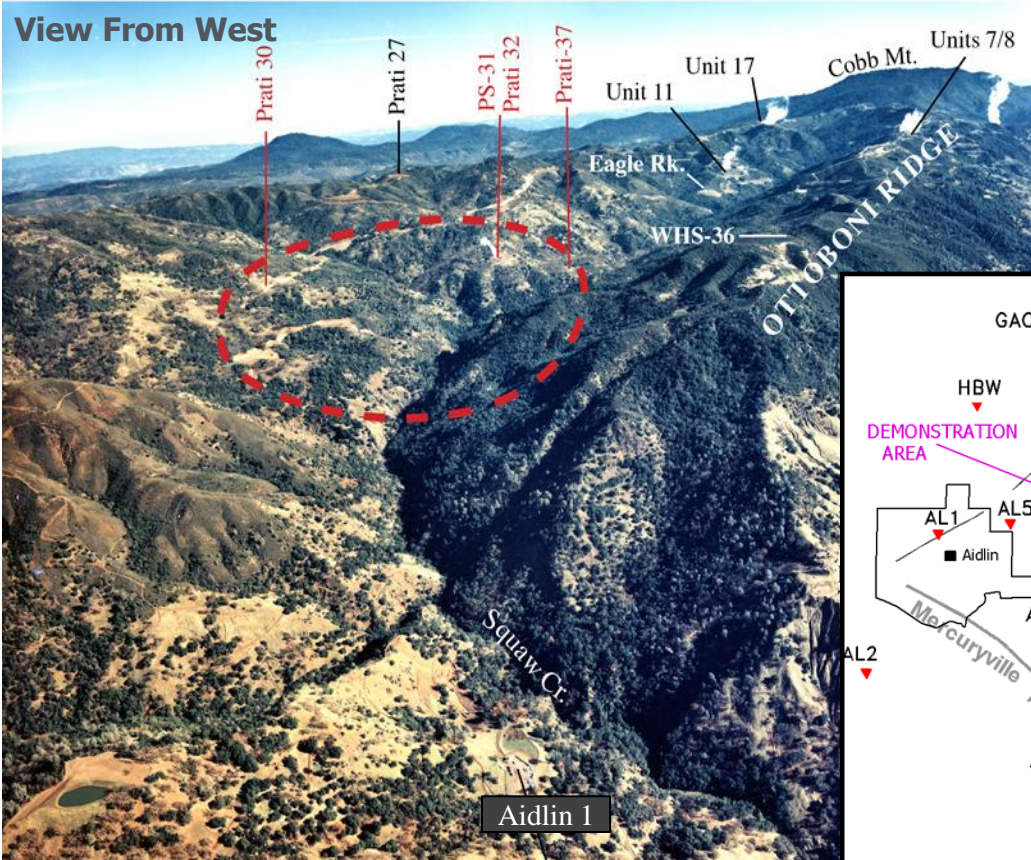 View From West
Prati 30
Prati 27
PS-31
Prati 32
Prati-37
Unit 11
Unit 17
Cobb Mt.
Units 7/8
Eagle Rk.
WHS-36
OTTOBONI RIDGE
Squaw Cr.
Aidlin 1
GAC
HBW
DEMONSTRATION
AREA
AL1
AL5
Aidlin
Mercuryville
AL2